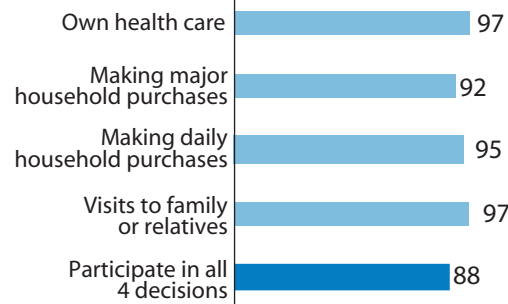 Own health care 97
Making major
household purchases 92
Making daily
household purchases 95
Visits to family
or relatives 97
Participate in all
4 decisions 88